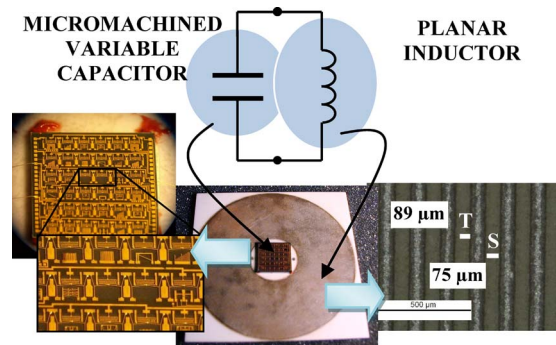 MICROMACHINED
VARIABLE
CAPACITOR
PLANAR
INDUCTOR
89 µm
T
S
75 µm
500 µm